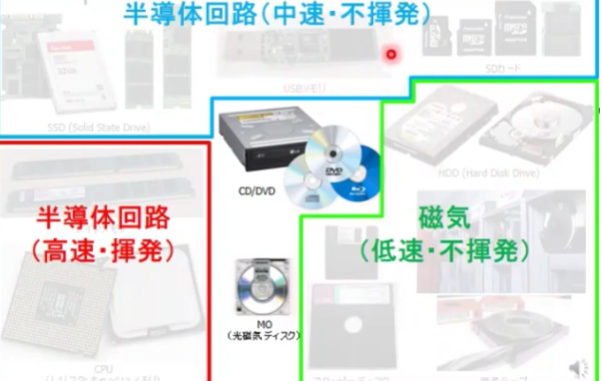 半導体回路(中速・不揮発)
USBメモリ
SDカード
SSD (Solid State Drive)
HDD (Hard Disk Drive)
CD/DVD
半導体回路
(高速・揮発)
磁気
(低速・不揮発)
MO
(光磁気ディスク)
CPU